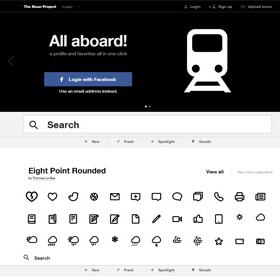 The Noun Project
English
Login
Sign up
Upload icons
All aboard!
a profile and favorites all in one click
Login with Facebook
Use an email address instead.
Search
New
Fresh
Spotlight
Goods
Eight Point Rounded
by Thomas Le Bas
View all
See more collections
Search
New
Fresh
Spotlight
Goods